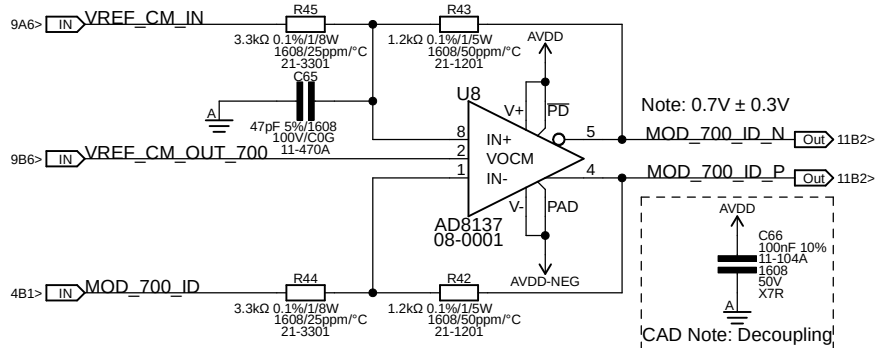 9A6> IN VREF_CM_IN
R45
3.3kΩ 0.1%/1/8W
1608/25ppm/°C
21-3301
R43
1.2kΩ 0.1%/1/5W
1608/50ppm/°C
21-1201
AVDD
C65
A
47pF 5%/1608
100V/C0G
11-470A
U8
V+
PD
Note: 0.7V ± 0.3V
8 IN+
5 MOD_700_ID_N Out 11B2>
9B6> IN VREF_CM_OUT_700
2 VOCM
1 IN-
4 MOD_700_ID_P Out 11B2>
V-
PAD
AD8137
08-0001
AVDD-NEG
AVDD
C66
100nF 10%
11-104A
1608
50V
X7R
A
CAD Note: Decoupling
4B1> IN MOD_700_ID
R44
3.3kΩ 0.1%/1/8W
1608/25ppm/°C
21-3301
R42
1.2kΩ 0.1%/1/5W
1608/50ppm/°C
21-1201